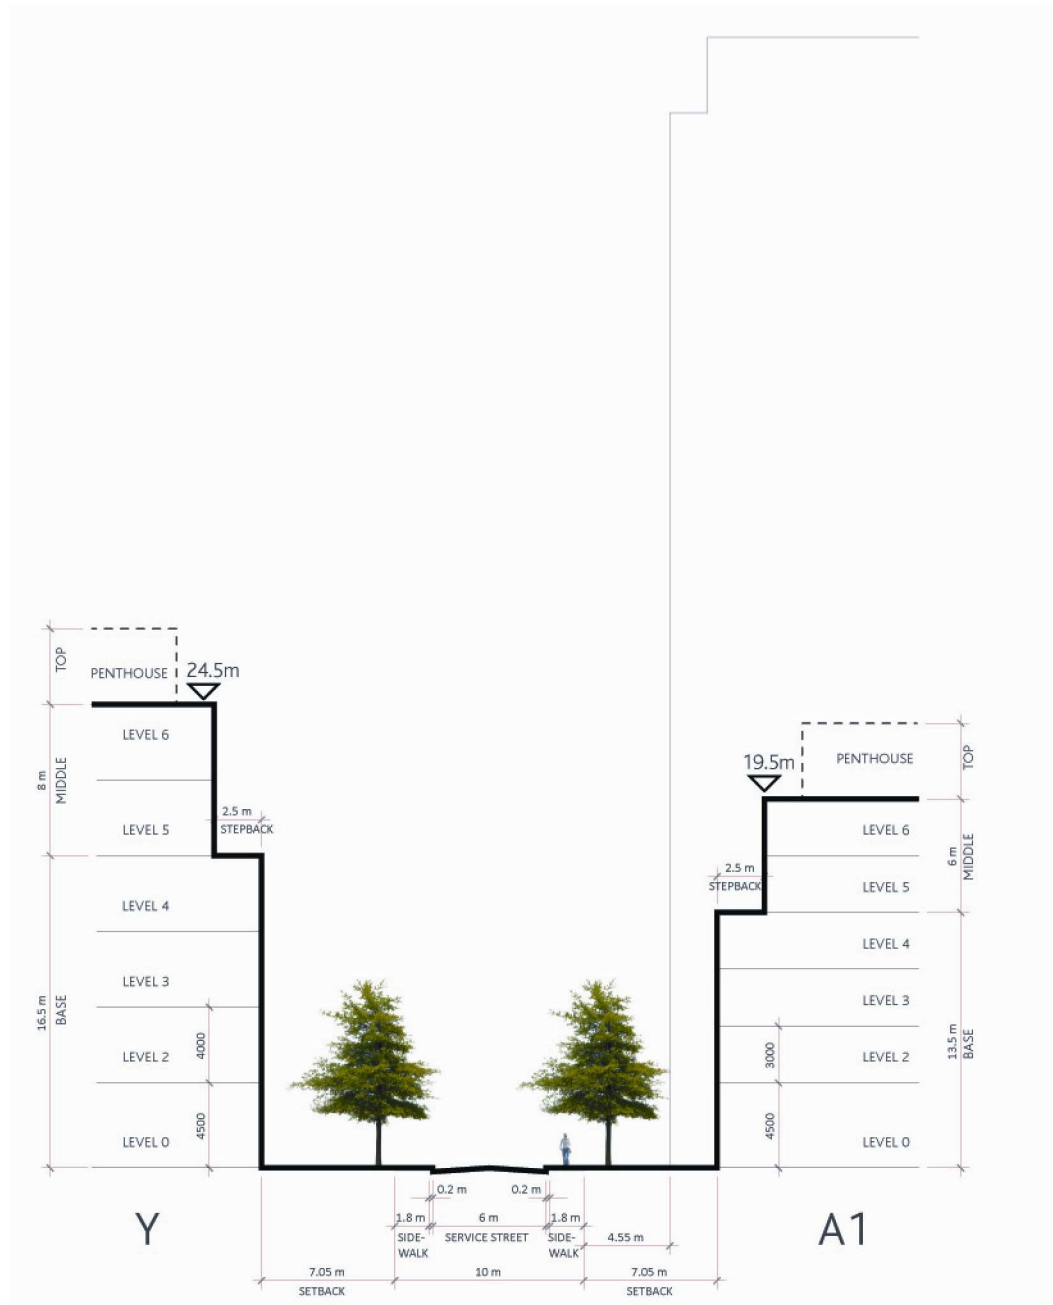 TOP
PENTHOUSE
24.5m
LEVEL 6
8 m
MIDDLE
2.5 m
STEPBACK
LEVEL 5
LEVEL 4
LEVEL 3
16.5 m
BASE
4000
LEVEL 2
4500
LEVEL 0
19.5m
PENTHOUSE
TOP
LEVEL 6
6 m
MIDDLE
2.5 m
STEPBACK
LEVEL 5
LEVEL 4
LEVEL 3
3000
LEVEL 2
13.5 m
BASE
4500
LEVEL 0
0.2 m
0.2 m
Y
1.8 m
6 m
1.8 m
SIDE-
WALK
SERVICE STREET
SIDE-
WALK
4.55 m
A1
7.05 m
10 m
7.05 m
SETBACK
SETBACK